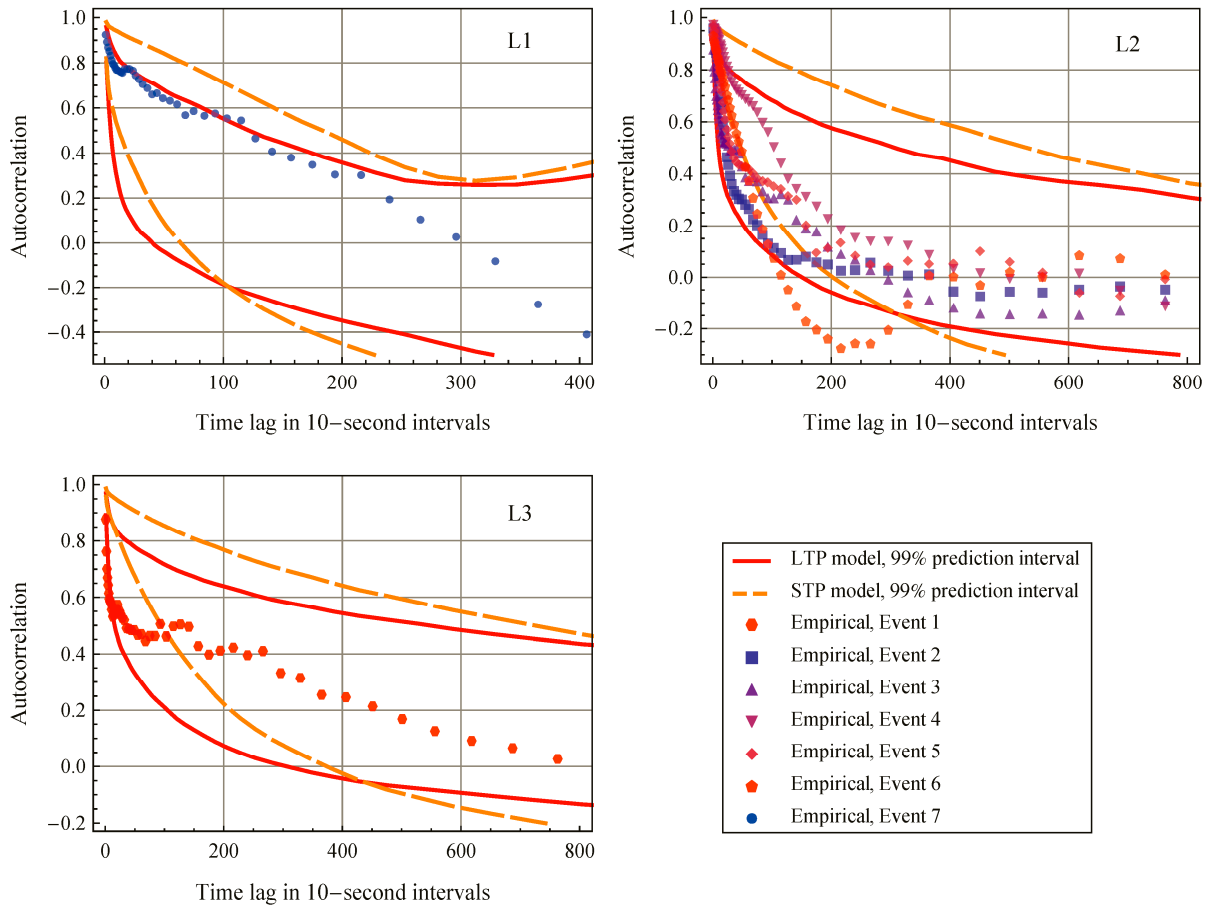 L1
1.0
0.8
0.6
0.4
0.2
0.0
−0.2
−0.4
Autocorrelation
0
100
200
300
400
Time lag in 10−second intervals
L2
1.0
0.8
0.6
0.4
0.2
0.0
−0.2
Autocorrelation
0
200
400
600
800
Time lag in 10−second intervals
L3
1.0
0.8
0.6
0.4
0.2
0.0
−0.2
Autocorrelation
0
200
400
600
800
Time lag in 10−second intervals
LTP model, 99% prediction interval
STP model, 99% prediction interval
Empirical, Event 1
Empirical, Event 2
Empirical, Event 3
Empirical, Event 4
Empirical, Event 5
Empirical, Event 6
Empirical, Event 7